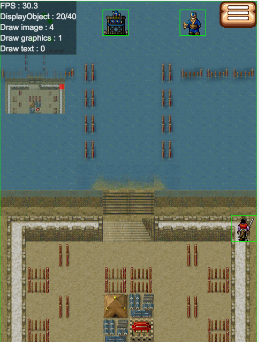 FPS : 30.3
DisplayObject : 20/40
Draw image : 4
Draw graphics : 1
Draw text : 0